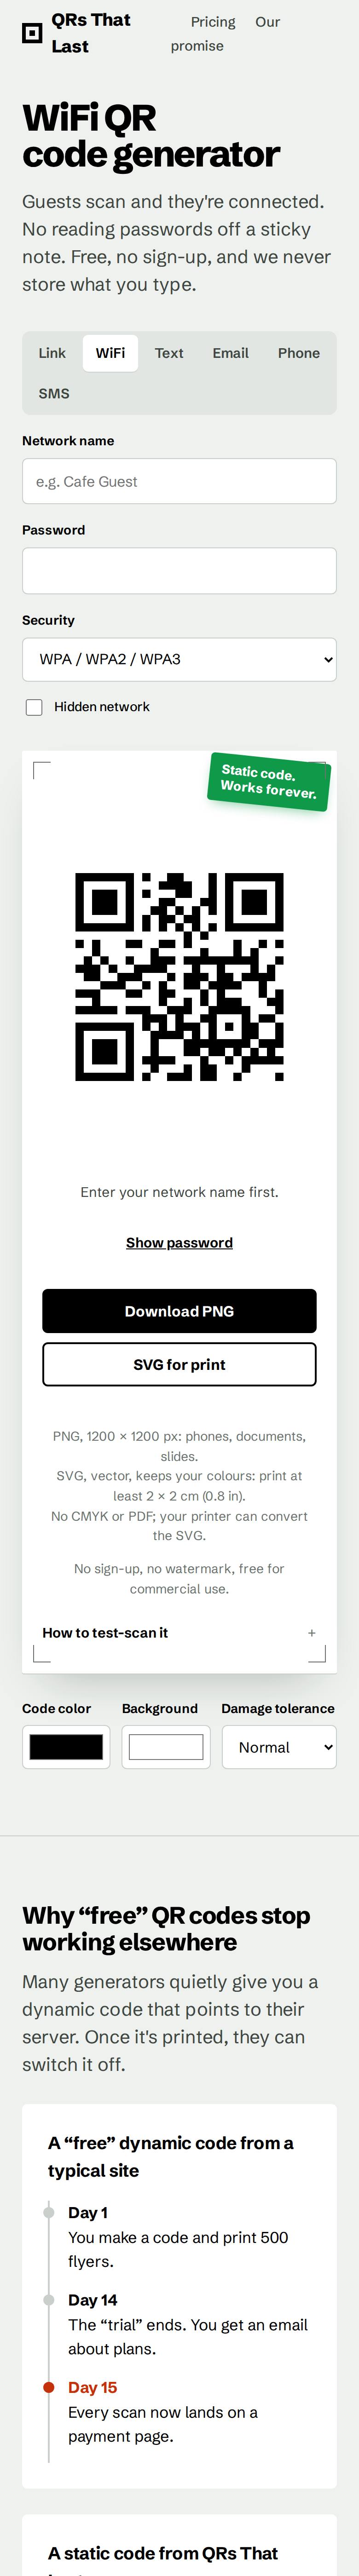 QRs That
Last
Pricing Our
promise
WiFi QR
code generator
Guests scan and they're connected.
No reading passwords off a sticky
note. Free, no sign-up, and we never
store what you type.
Link WiFi Text Email Phone
SMS
Network name
e.g. Cafe Guest
Password
Security
WPA / WPA2 / WPA3
Hidden network
Static code.
Works forever.
Enter your network name first.
Show password
Download PNG
SVG for print
PNG, 1200 × 1200 px: phones, documents,
slides.
SVG, vector, keeps your colours: print at
least 2 × 2 cm (0.8 in).
No CMYK or PDF; your printer can convert
the SVG.
No sign-up, no watermark, free for
commercial use.
How to test-scan it +
Code color Background Damage tolerance
Normal
Why “free” QR codes stop
working elsewhere
Many generators quietly give you a
dynamic code that points to their
server. Once it's printed, they can
switch it off.
A “free” dynamic code from a
typical site
Day 1
You make a code and print 500
flyers.
Day 14
The “trial” ends. You get an email
about plans.
Day 15
Every scan now lands on a
payment page.
A static code from QRs That